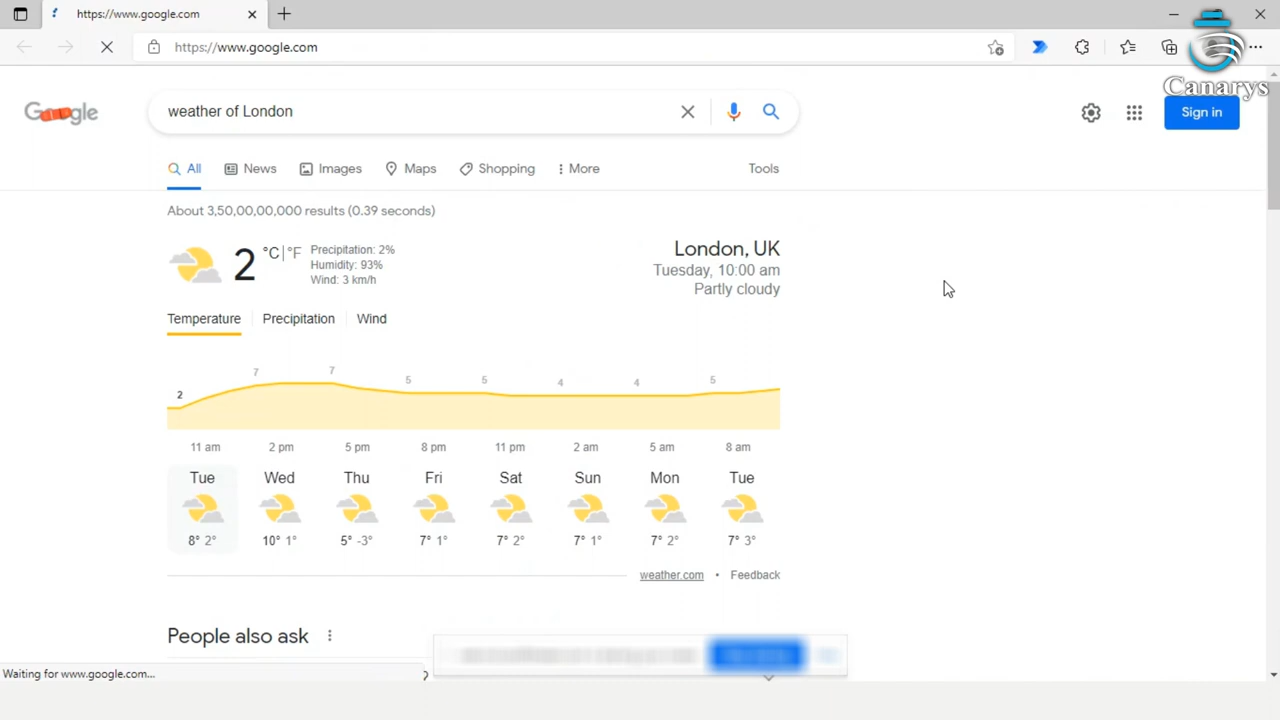 https://www.google.com
https://www.google.com
Canarys
Google
weather of London
Sign in
All News Images Maps Shopping More Tools
About 3,50,00,00,000 results (0.39 seconds)
2 °C|°F
Precipitation: 2%
Humidity: 93%
Wind: 3 km/h
London, UK
Tuesday, 10:00 am
Partly cloudy
Temperature Precipitation Wind
2 7 7 5 5 4 4 5
11 am 2 pm 5 pm 8 pm 11 pm 2 am 5 am 8 am
Tue Wed Thu Fri Sat Sun Mon Tue
8° 2° 10° 1° 5° -3° 7° 1° 7° 2° 7° 1° 7° 2° 7° 3°
weather.com • Feedback
People also ask
Waiting for www.google.com...